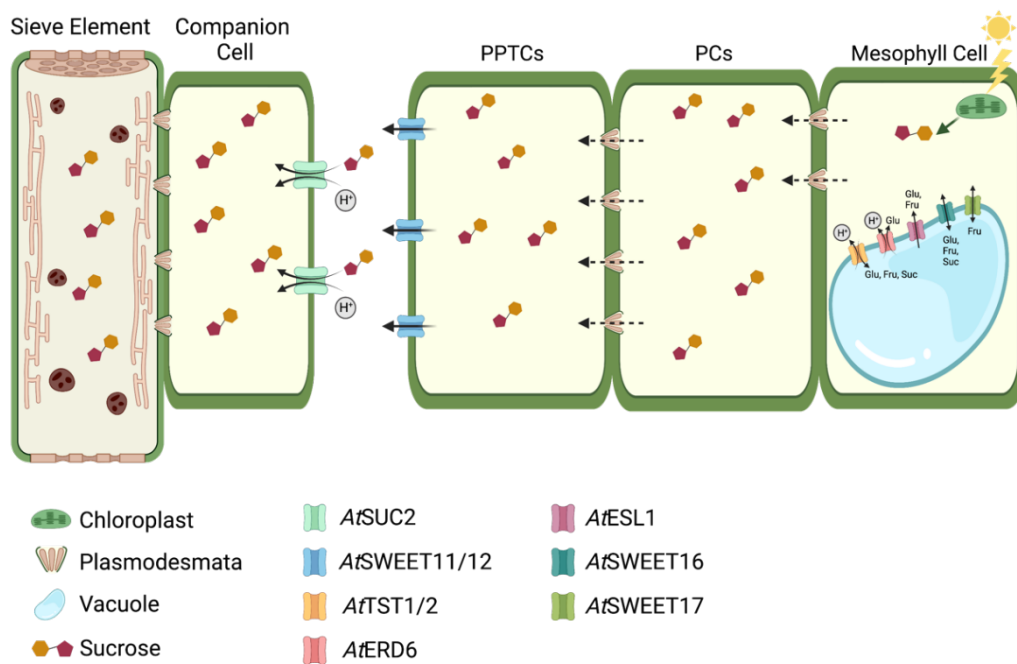 Sieve Element
Companion
Cell
PPTCs
PCs
Mesophyll Cell
H⁺
H⁺
H⁺
H⁺
Glu
Glu,
Fru
Glu,
Fru,
Suc
Fru
Glu, Fru, Suc
Chloroplast
Plasmodesmata
Vacuole
Sucrose
AtSUC2
AtSWEET11/12
AtTST1/2
AtERD6
AtESL1
AtSWEET16
AtSWEET17